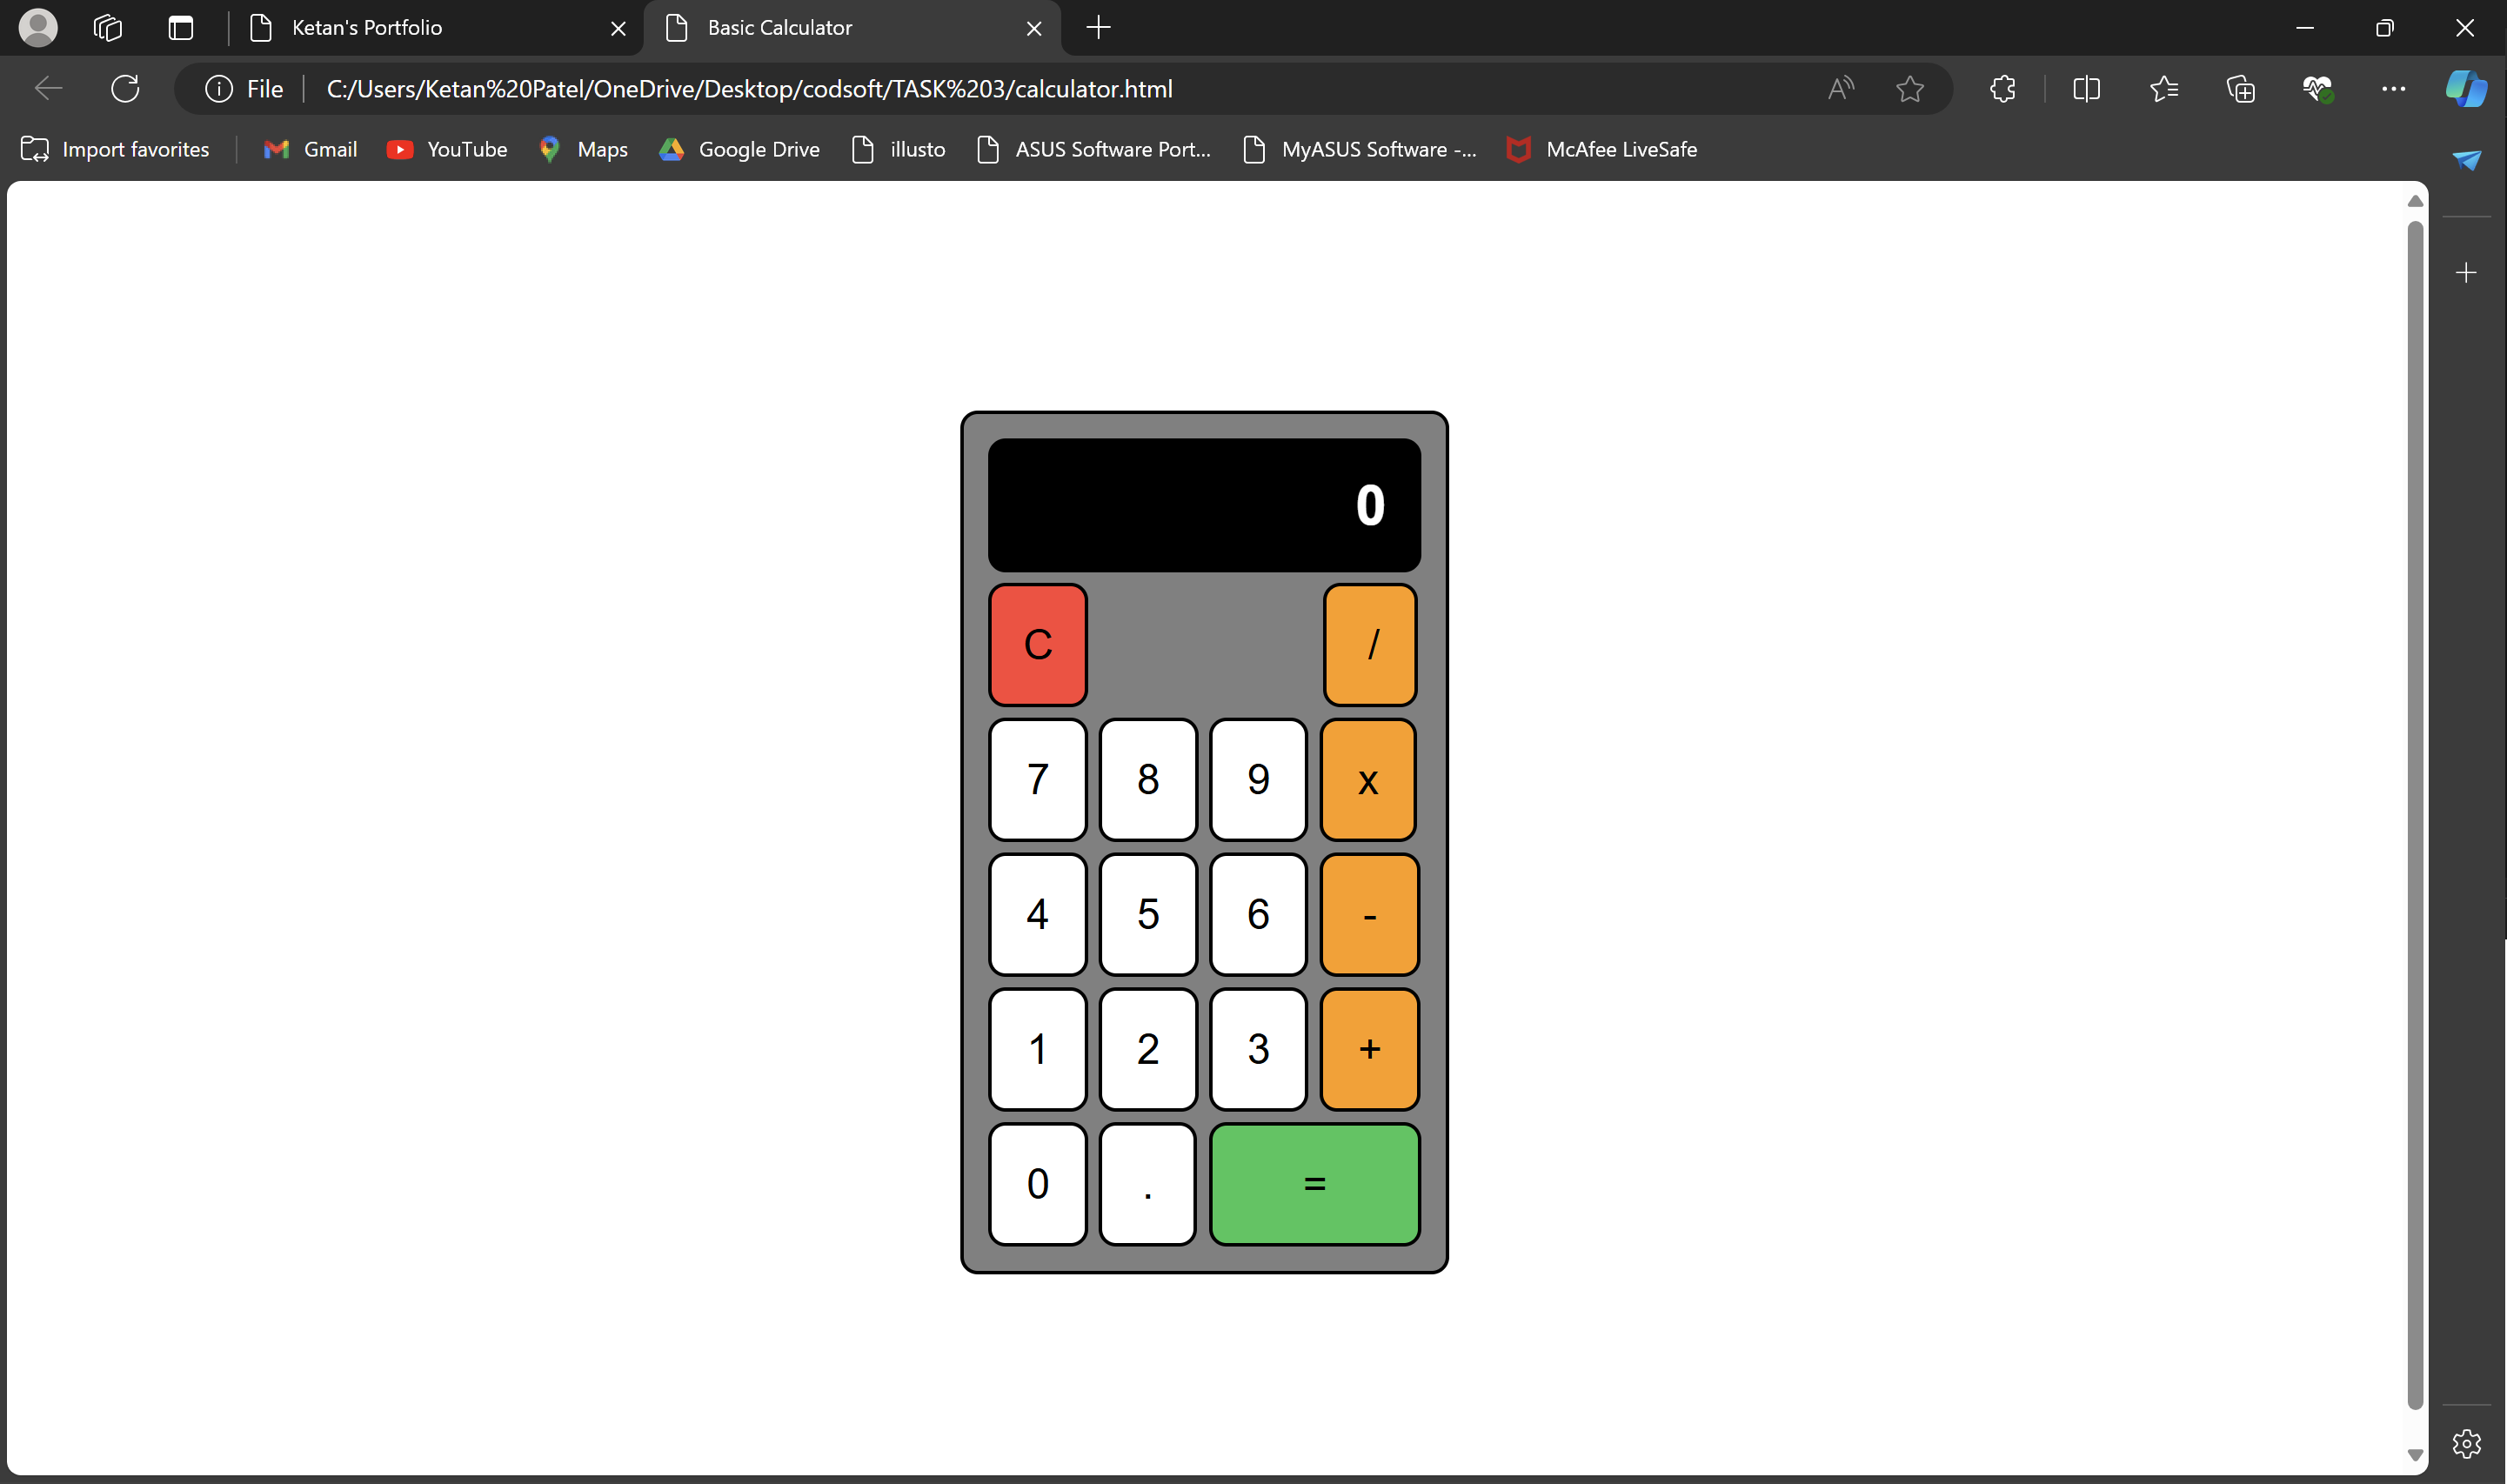 Ketan's Portfolio
Basic Calculator
File
C:/Users/Ketan%20Patel/OneDrive/Desktop/codsoft/TASK%203/calculator.html
Import favorites
Gmail
YouTube
Maps
Google Drive
illusto
ASUS Software Port...
MyASUS Software -...
McAfee LiveSafe
0
C /
7 8 9 x
4 5 6 -
1 2 3 +
0 . =